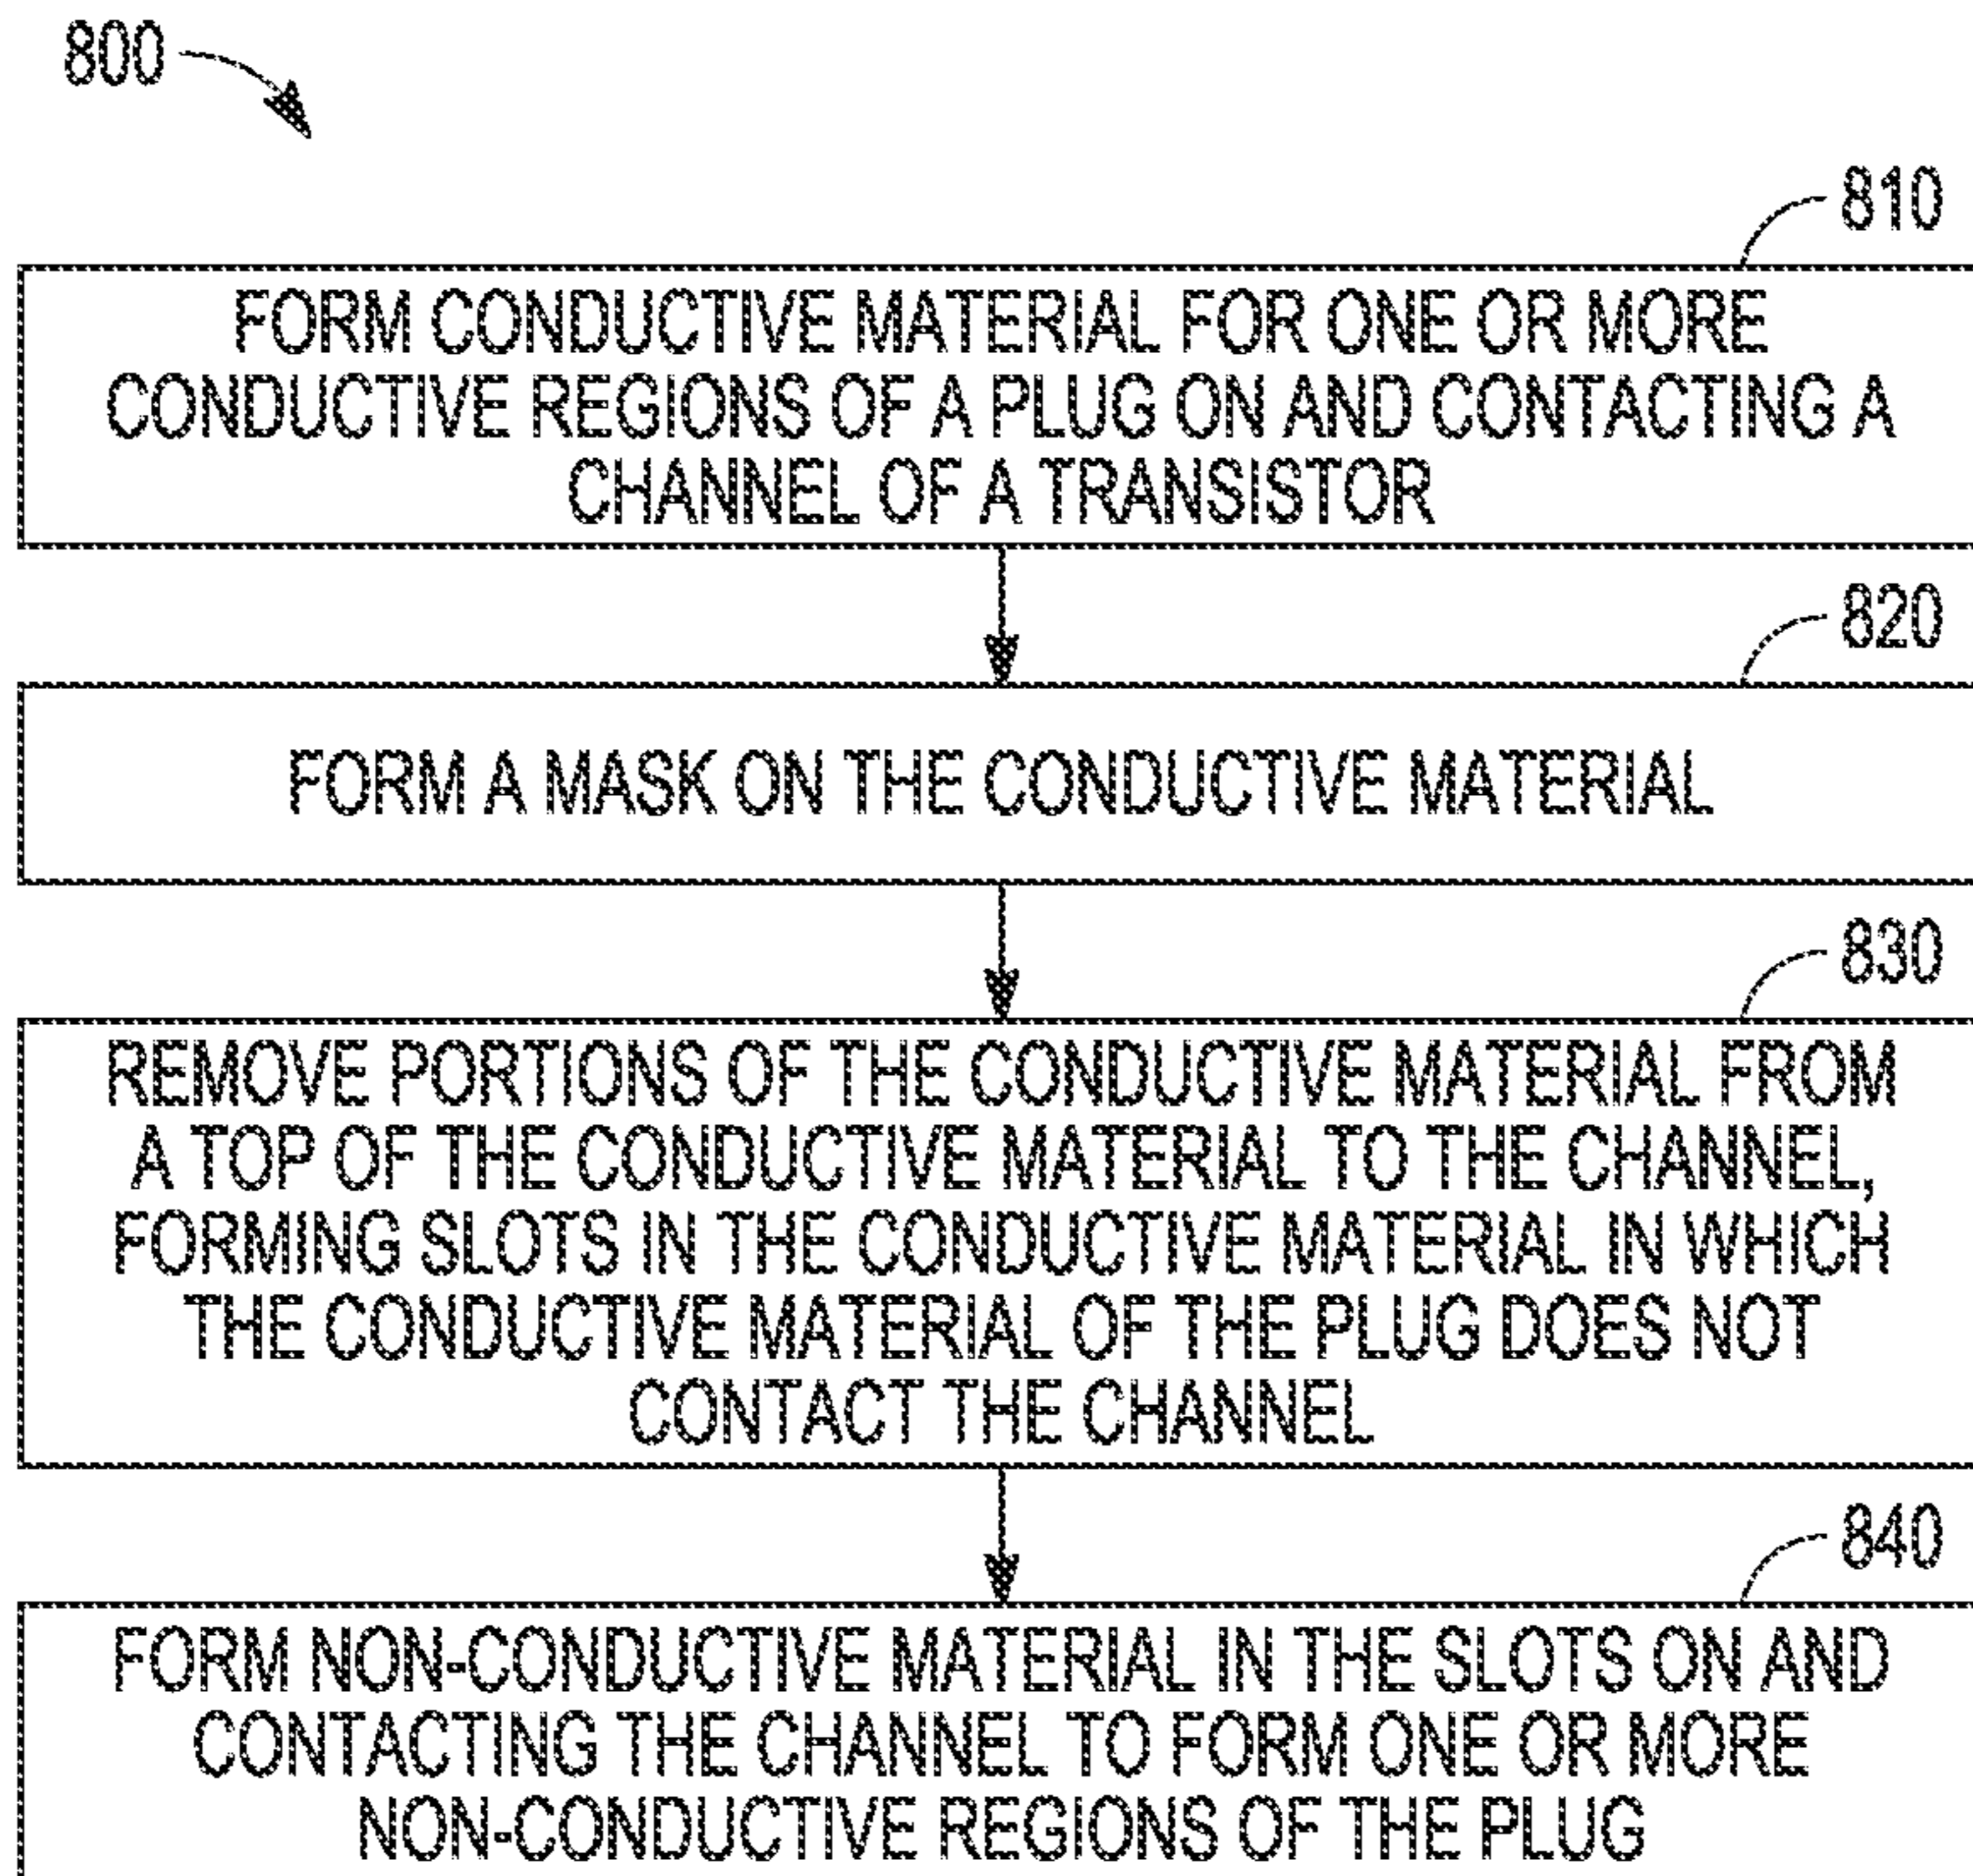 800
810
FORM CONDUCTIVE MATERIAL FOR ONE OR MORE
CONDUCTIVE REGIONS OF A PLUG ON AND CONTACTING A
CHANNEL OF A TRANSISTOR
820
FORM A MASK ON THE CONDUCTIVE MATERIAL
830
REMOVE PORTIONS OF THE CONDUCTIVE MATERIAL FROM
A TOP OF THE CONDUCTIVE MATERIAL TO THE CHANNEL,
FORMING SLOTS IN THE CONDUCTIVE MATERIAL IN WHICH
THE CONDUCTIVE MATERIAL OF THE PLUG DOES NOT
CONTACT THE CHANNEL
840
FORM NON-CONDUCTIVE MATERIAL IN THE SLOTS ON AND
CONTACTING THE CHANNEL TO FORM ONE OR MORE
NON-CONDUCTIVE REGIONS OF THE PLUG